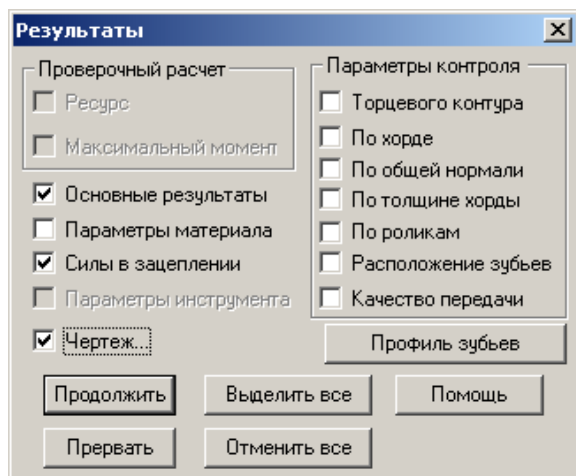 Результаты
Проверочный расчет
Ресурс
Максимальный момент
Основные результаты
Параметры материала
Силы в зацеплении
Параметры инструмента
Чертеж...
Параметры контроля
Торцевого контура
По хорде
По общей нормали
По толщине хорды
По роликам
Расположение зубьев
Качество передачи
Профиль зубьев
Продолжить
Выделить все
Помощь
Прервать
Отменить все